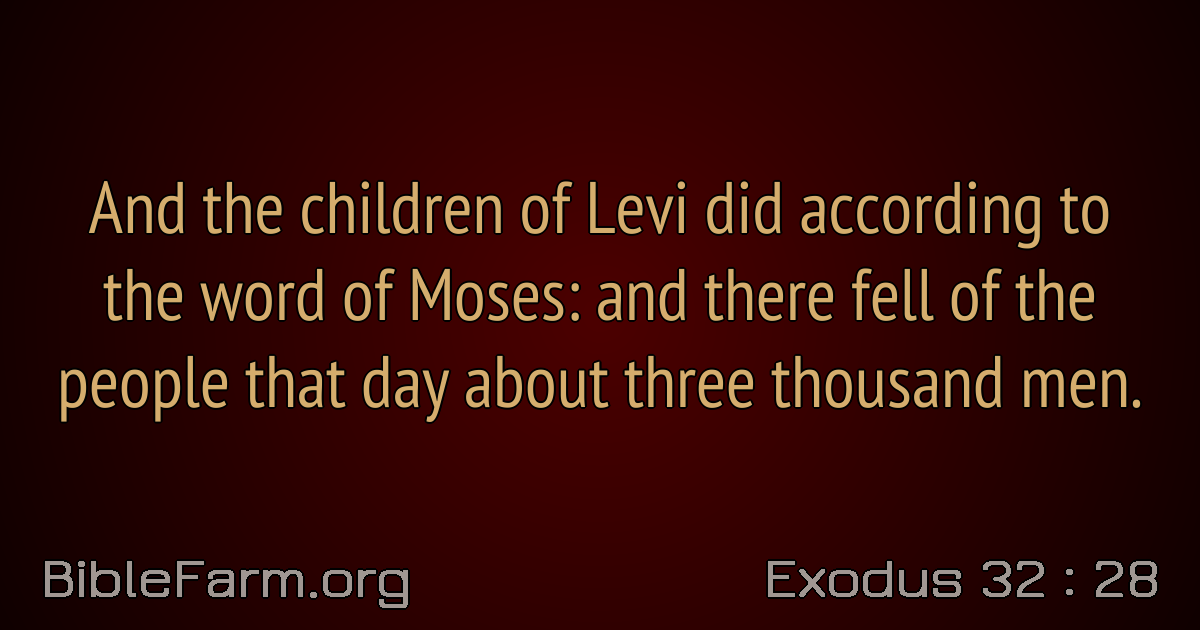 And the children of Levi did according to
the word of Moses: and there fell of the
people that day about three thousand men.
BibleFarm.org
Exodus 32 : 28